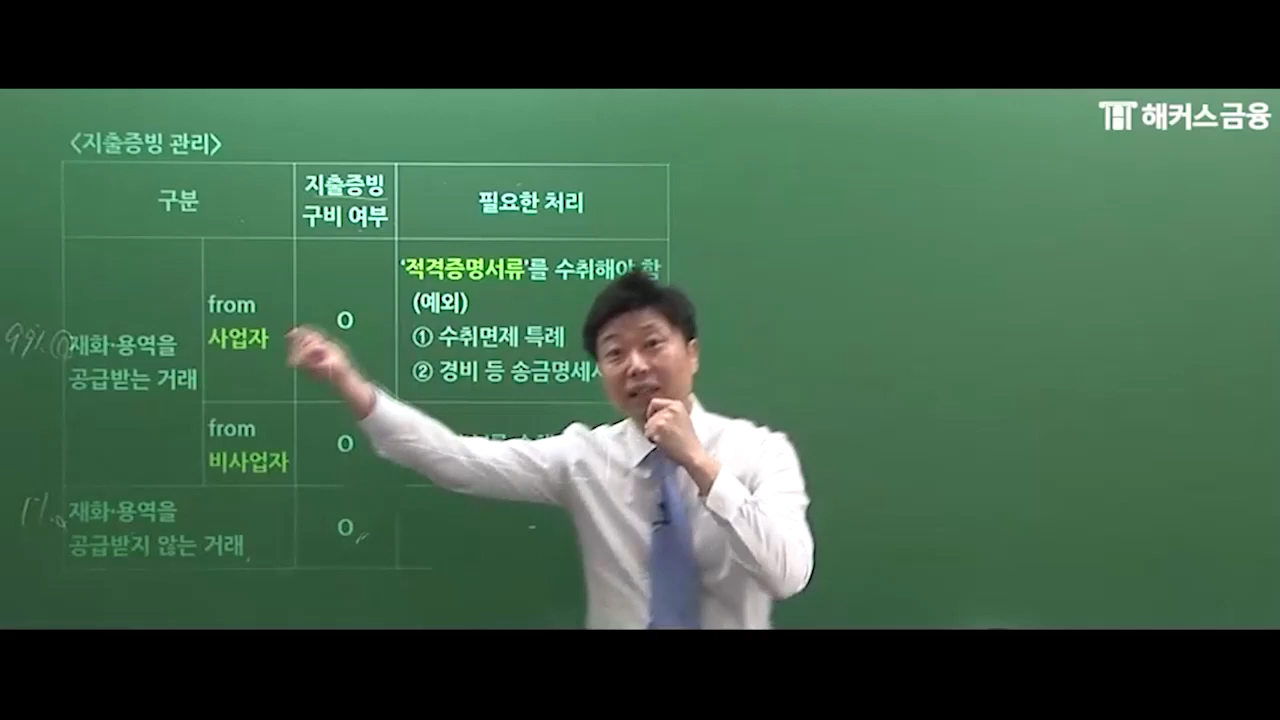 해커스금융
<지출증빙 관리>
구분
지출증빙
구비 여부
필요한 처리
99%
재화·용역을
공급받는 거래
from
사업자
O
'적격증명서류'를 수취해야 함
(예외)
① 수취면제 특례
② 경비 등 송금명세서
from
비사업자
O
1%
재화·용역을
공급받지 않는 거래
O
-